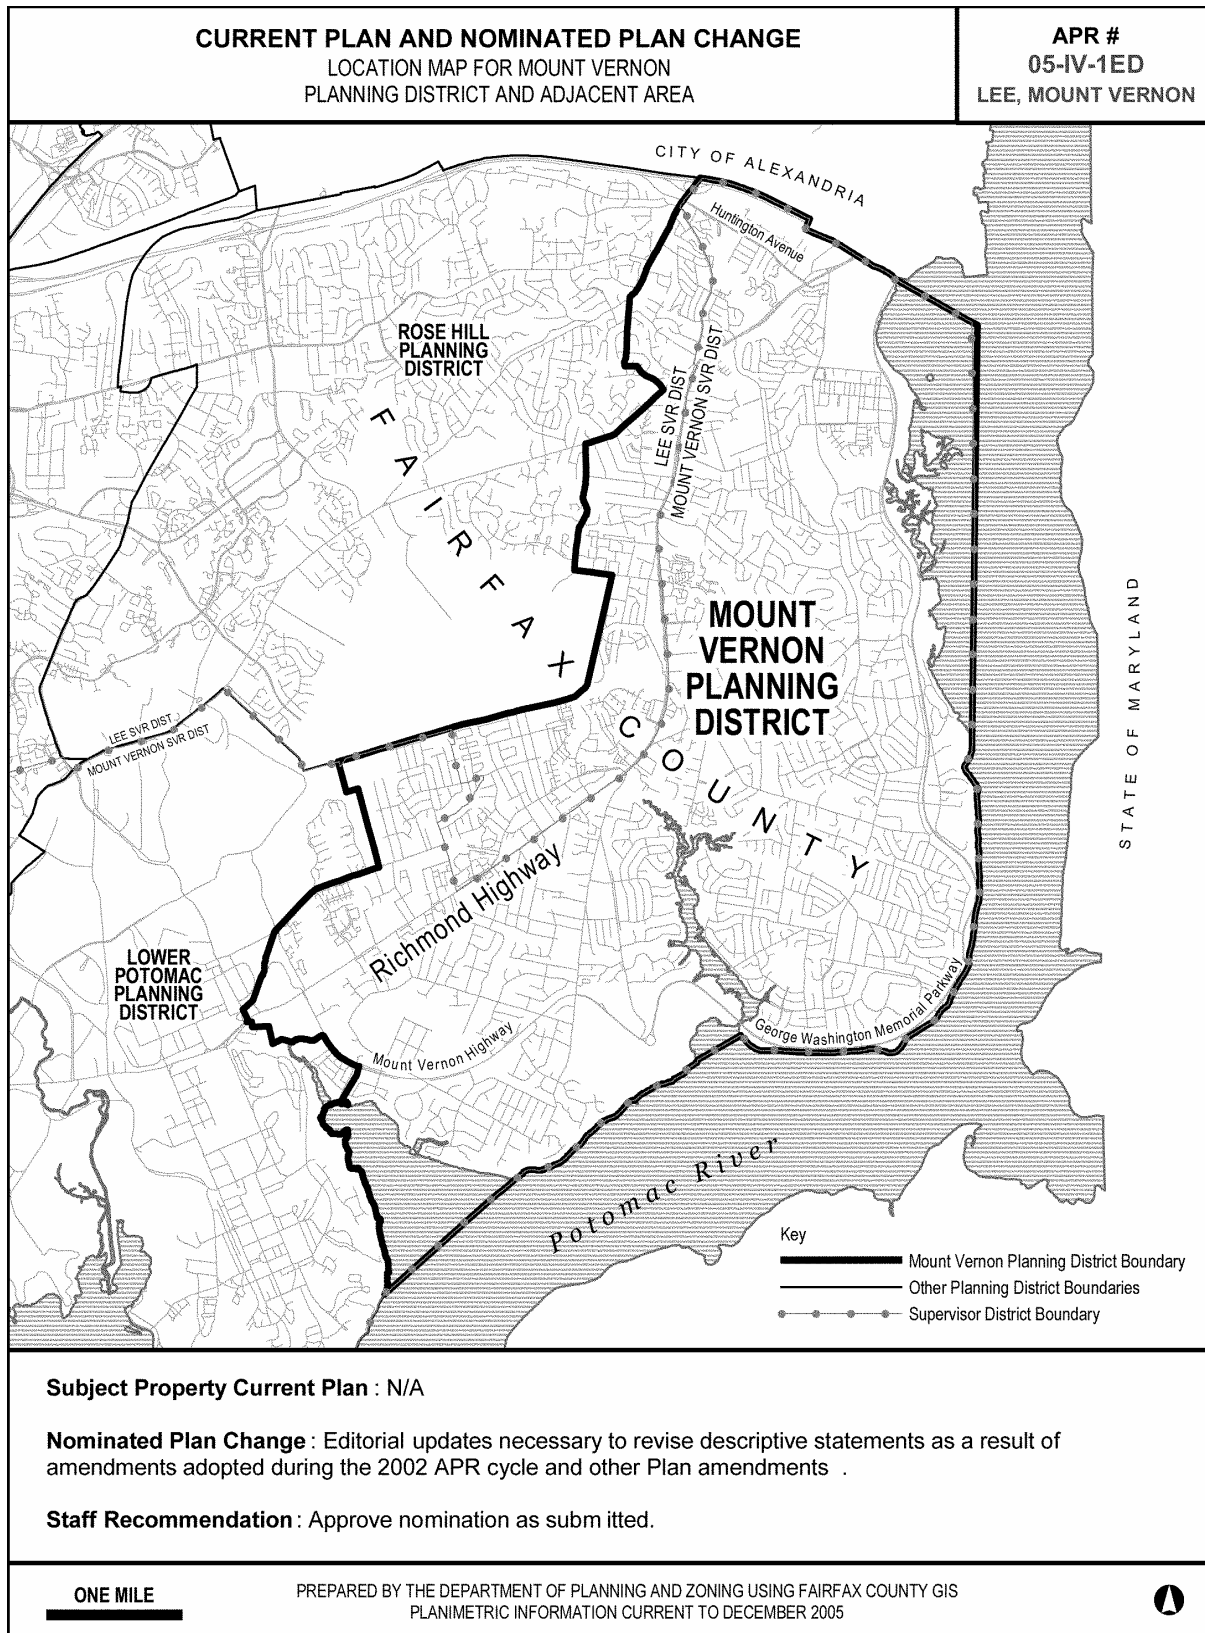 CURRENT PLAN AND NOMINATED PLAN CHANGE
LOCATION MAP FOR MOUNT VERNON
PLANNING DISTRICT AND ADJACENT AREA
APR #
05-IV-1ED
LEE, MOUNT VERNON
CITY OF ALEXANDRIA
Huntington Avenue
ROSE HILL
PLANNING
DISTRICT
LEE SVR DIST
MOUNT VERNON SVR DIST
FAIRFAX
MOUNT
VERNON
PLANNING
DISTRICT
STATE OF MARYLAND
LEE SVR DIST
MOUNT VERNON SVR DIST
COUNTY
Richmond Highway
LOWER
POTOMAC
PLANNING
DISTRICT
George Washington Memorial Parkway
Mount Vernon Highway
Potomac River
Key
Mount Vernon Planning District Boundary
Other Planning District Boundaries
Supervisor District Boundary
Subject Property Current Plan : N/A
Nominated Plan Change : Editorial updates necessary to revise descriptive statements as a result of
amendments adopted during the 2002 APR cycle and other Plan amendments .
Staff Recommendation : Approve nomination as subm itted.
ONE MILE
PREPARED BY THE DEPARTMENT OF PLANNING AND ZONING USING FAIRFAX COUNTY GIS
PLANIMETRIC INFORMATION CURRENT TO DECEMBER 2005